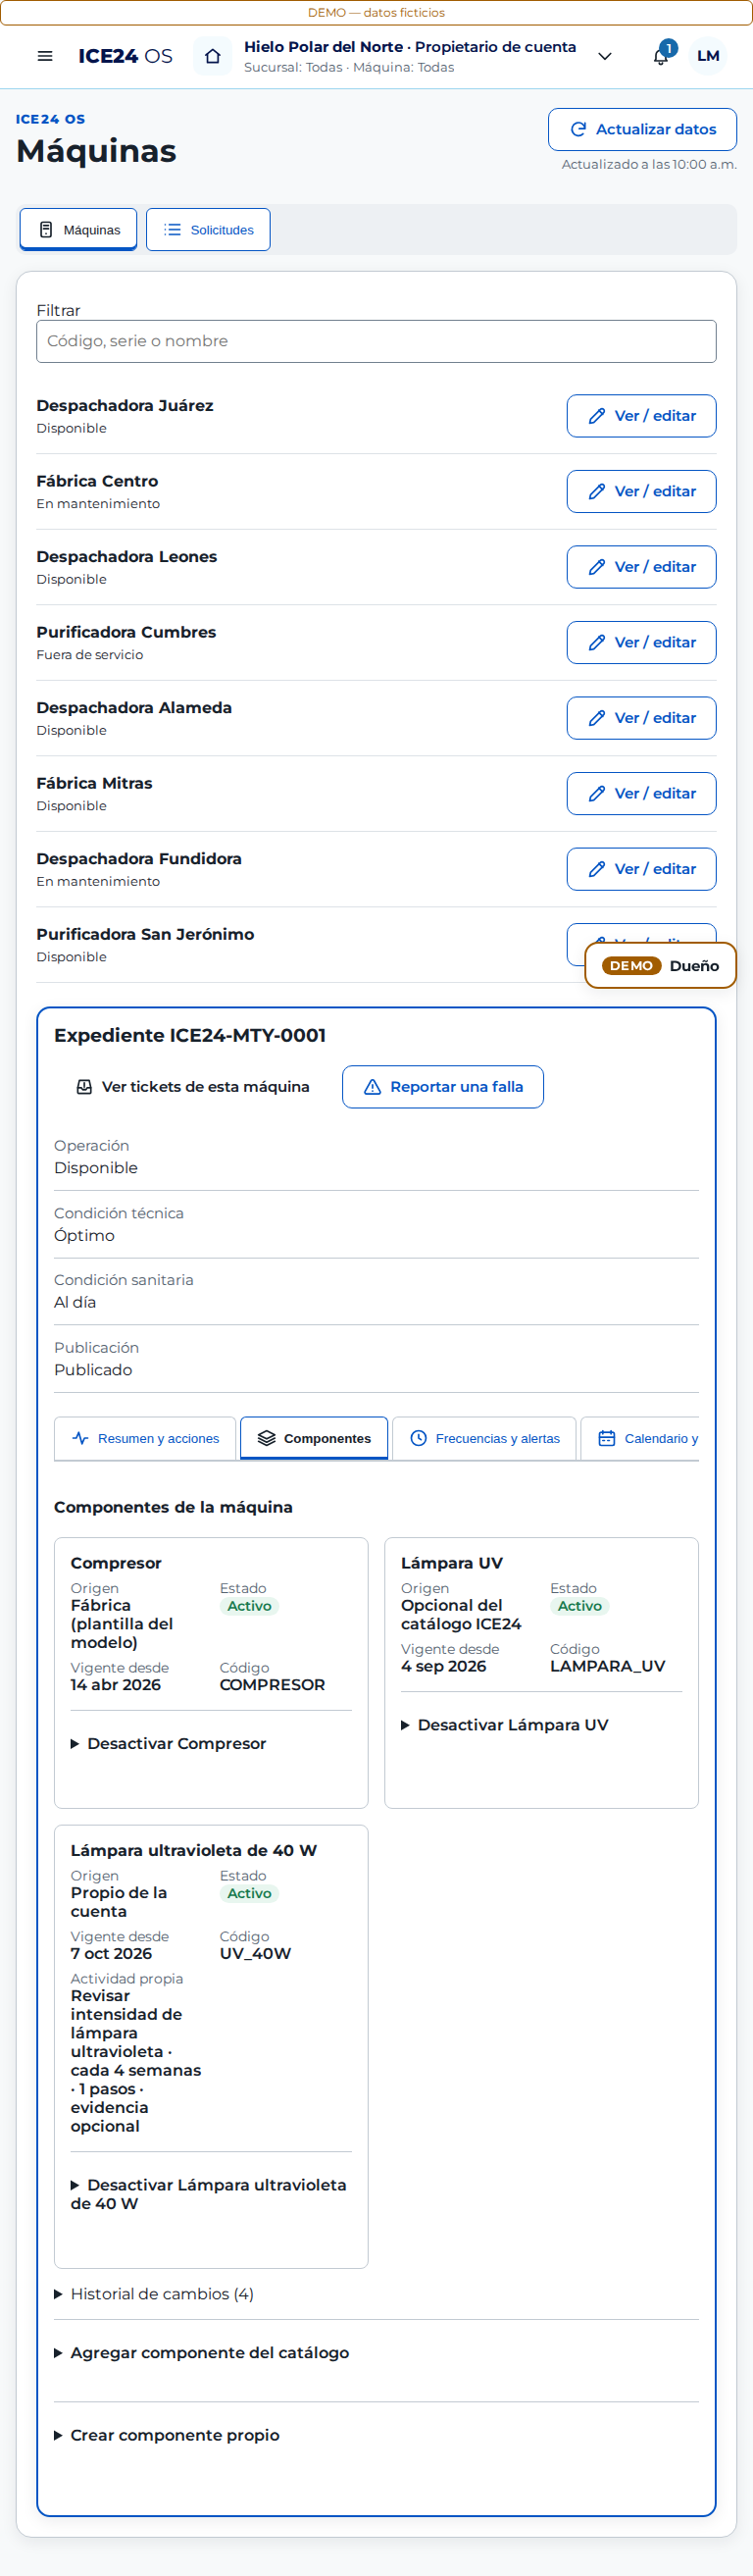 DEMO — datos ficticios
ICE24 OS
Hielo Polar del Norte · Propietario de cuenta
Sucursal: Todas · Máquina: Todas
1
LM
ICE24 OS
Máquinas
Actualizar datos
Actualizado a las 10:00 a.m.
Máquinas
Solicitudes
Filtrar
Código, serie o nombre
Despachadora Juárez
Disponible
Ver / editar
Fábrica Centro
En mantenimiento
Ver / editar
Despachadora Leones
Disponible
Ver / editar
Purificadora Cumbres
Fuera de servicio
Ver / editar
Despachadora Alameda
Disponible
Ver / editar
Fábrica Mitras
Disponible
Ver / editar
Despachadora Fundidora
En mantenimiento
Ver / editar
Purificadora San Jerónimo
Disponible
DEMO Dueño
Expediente ICE24-MTY-0001
Ver tickets de esta máquina
Reportar una falla
Operación
Disponible
Condición técnica
Óptimo
Condición sanitaria
Al día
Publicación
Publicado
Resumen y acciones
Componentes
Frecuencias y alertas
Calendario y
Componentes de la máquina
Compresor
Origen
Fábrica
(plantilla del
modelo)
Estado
Activo
Vigente desde
14 abr 2026
Código
COMPRESOR
Desactivar Compresor
Lámpara UV
Origen
Opcional del
catálogo ICE24
Estado
Activo
Vigente desde
4 sep 2026
Código
LAMPARA_UV
Desactivar Lámpara UV
Lámpara ultravioleta de 40 W
Origen
Propio de la
cuenta
Estado
Activo
Vigente desde
7 oct 2026
Código
UV_40W
Actividad propia
Revisar
intensidad de
lámpara
ultravioleta ·
cada 4 semanas
· 1 pasos ·
evidencia
opcional
Desactivar Lámpara ultravioleta
de 40 W
Historial de cambios (4)
Agregar componente del catálogo
Crear componente propio